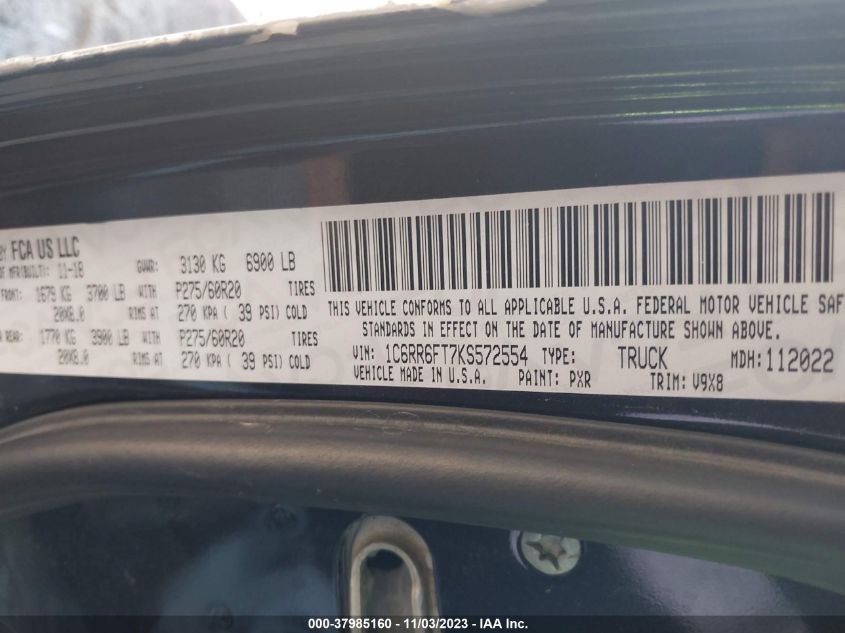 BY FCA US LLC
OF MFR(BUILT): 11-18 GVWR: 3130 KG 6900 LB
FRONT: 1679 KG 3700 LB WITH P275/60R20 TIRES
20X8.0 RIMS AT 270 KPA ( 39 PSI) COLD
REAR: 1770 KG 3900 LB WITH P275/60R20 TIRES
20X8.0 RIMS AT 270 KPA ( 39 PSI) COLD
THIS VEHICLE CONFORMS TO ALL APPLICABLE U.S.A. FEDERAL MOTOR VEHICLE SAF
STANDARDS IN EFFECT ON THE DATE OF MANUFACTURE SHOWN ABOVE.
VIN: 1C6RR6FT7KS572554 TYPE: TRUCK MDH:112022
VEHICLE MADE IN U.S.A. PAINT: PXR TRIM: V9X8
000-37985160 - 11/03/2023 - IAA Inc.